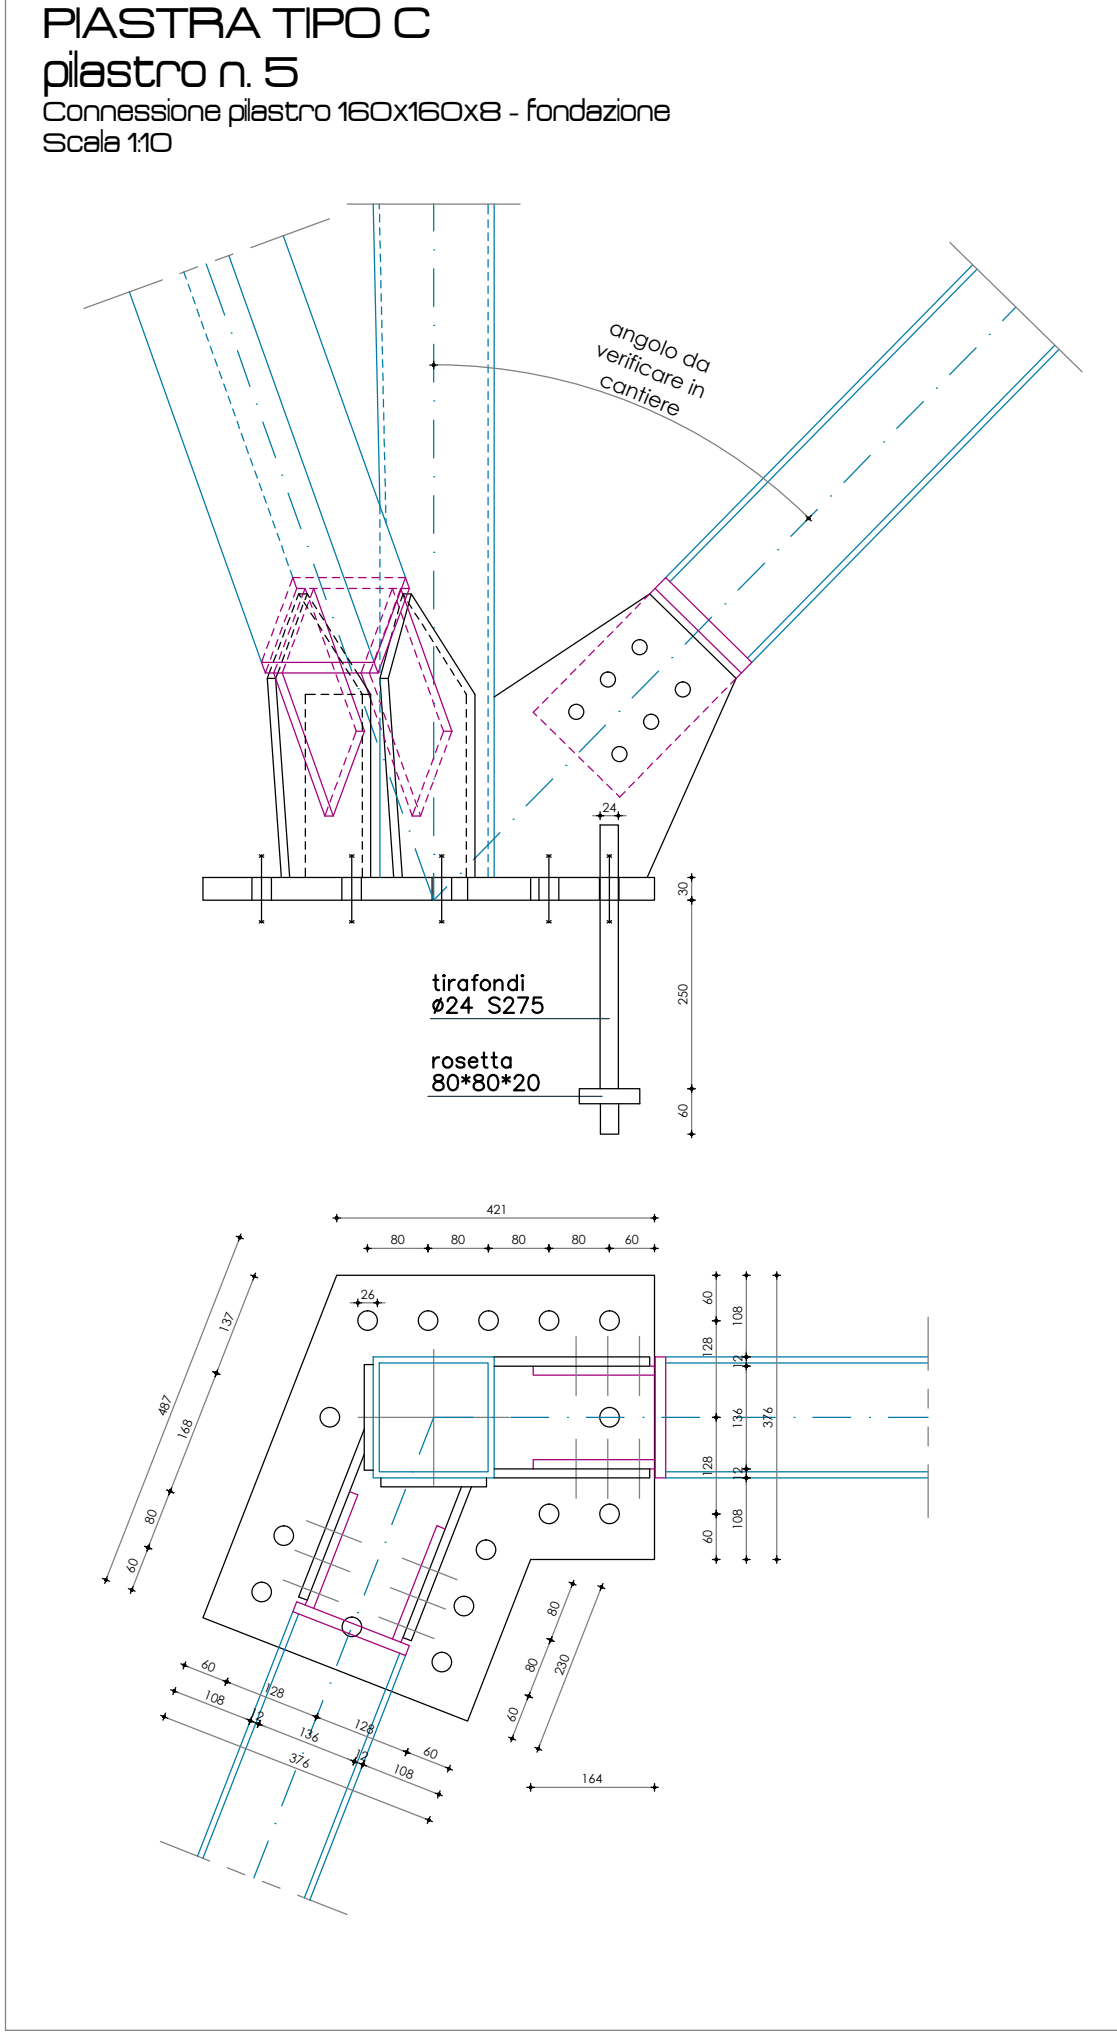 PIASTRA TIPO C
pilastro n. 5
Connessione pilastro 160x160x8 - fondazione
Scala 1:10
angolo da
verificare in
cantiere
24
30
250
60
tirafondi
ø24 S275
rosetta
80*80*20
421
80 80 80 80 60
26
60
128
128
60
108
12
136
12
108
376
487
137
168
80
60
60 128 128 60
108 12 136 12 108
376
80
80
60
230
164